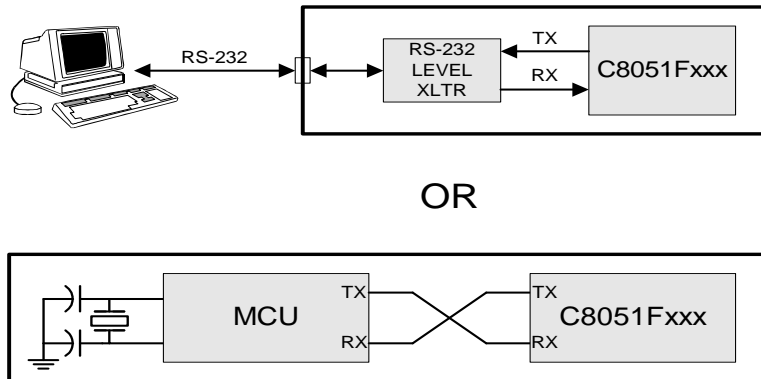 RS-232
RS-232
LEVEL
XLTR
TX
RX
C8051Fxxx
OR
MCU
TX
RX
TX
RX
C8051Fxxx